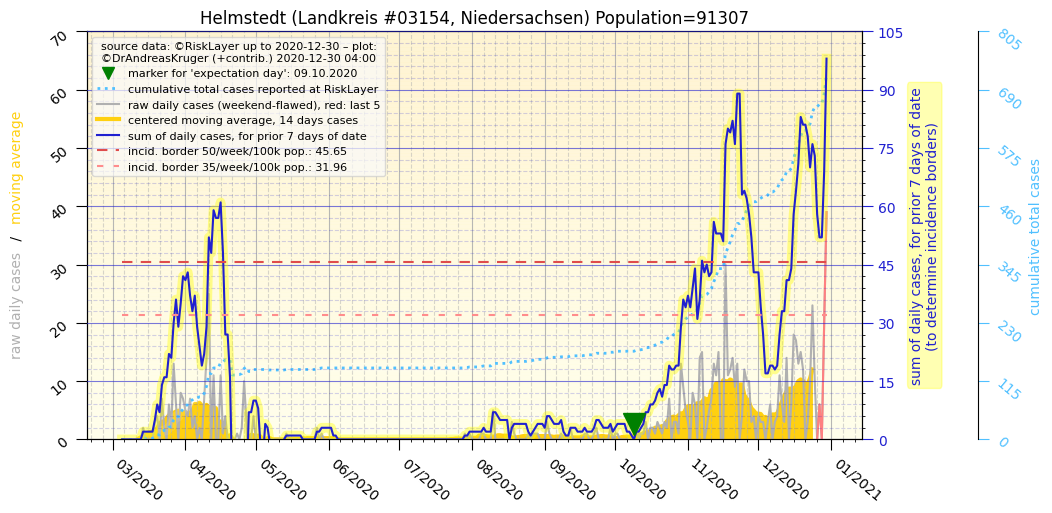 Helmstedt (Landkreis #03154, Niedersachsen) Population=91307
source data: ©RiskLayer up to 2020-12-30 – plot:
©DrAndreasKruger (+contrib.) 2020-12-30 04:00
marker for 'expectation day': 09.10.2020
cumulative total cases reported at RiskLayer
raw daily cases (weekend-flawed), red: last 5
centered moving average, 14 days cases
sum of daily cases, for prior 7 days of date
incid. border 50/week/100k pop.: 45.65
incid. border 35/week/100k pop.: 31.96
raw daily cases / moving average
70
60
50
40
30
20
10
0
03/2020
04/2020
05/2020
06/2020
07/2020
08/2020
09/2020
10/2020
11/2020
12/2020
01/2021
105
90
75
60
45
30
15
0
sum of daily cases, for prior 7 days of date
(to determine incidence borders)
805
690
575
460
345
230
115
0
cumulative total cases